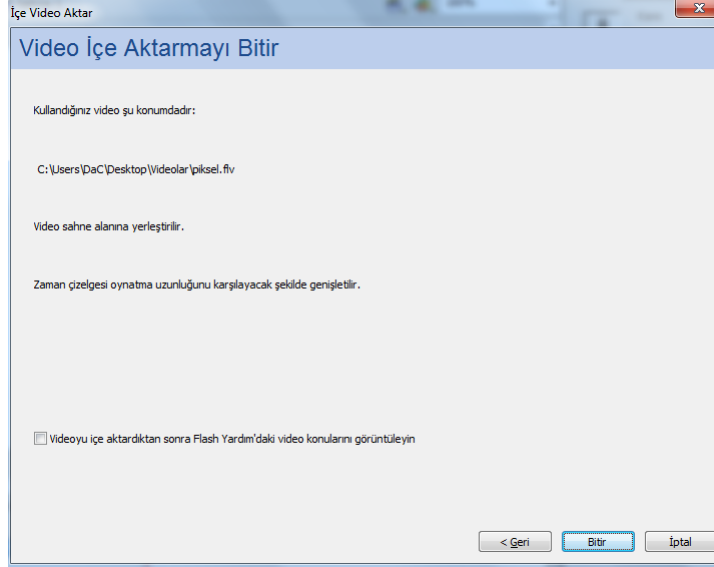 İçe Video Aktar
Video İçe Aktarmayı Bitir
Kullandığınız video şu konumdadır:
C:\Users\DaC\Desktop\Videolar\piksel.flv
Video sahne alanına yerleştirilir.
Zaman çizelgesi oynatma uzunluğunu karşılayacak şekilde genişletilir.
Videoyu içe aktardıktan sonra Flash Yardım'daki video konularını görüntüleyin
< Geri Bitir İptal